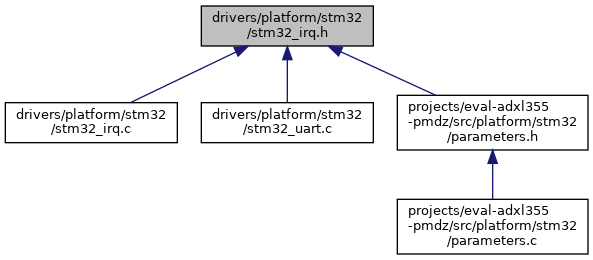 drivers/platform/stm32
/stm32_irq.h
drivers/platform/stm32
/stm32_irq.c
drivers/platform/stm32
/stm32_uart.c
projects/eval-adxl355
-pmdz/src/platform/stm32
/parameters.h
projects/eval-adxl355
-pmdz/src/platform/stm32
/parameters.c